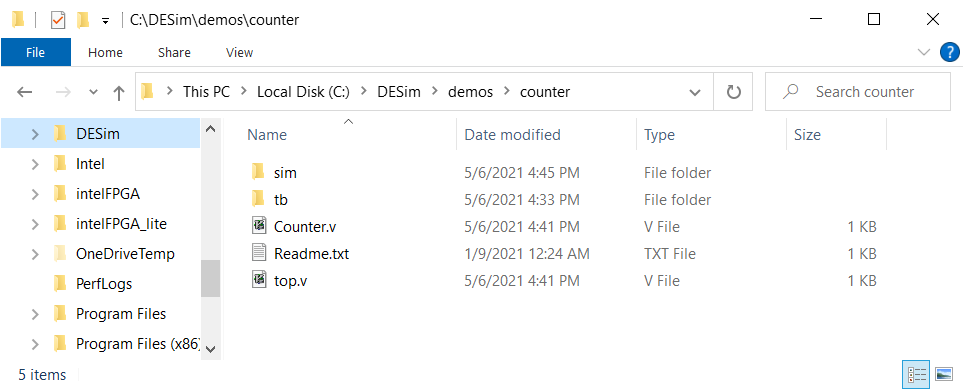 C:\DESim\demos\counter
File Home Share View
This PC Local Disk (C:) DESim demos counter Search counter
Name Date modified Type Size
DESim
Intel
intelFPGA
intelFPGA_lite
OneDriveTemp
PerfLogs
Program Files
Program Files (x86)
sim 5/6/2021 4:45 PM File folder
tb 5/6/2021 4:33 PM File folder
Counter.v 5/6/2021 4:41 PM V File 1 KB
Readme.txt 1/9/2021 12:24 AM TXT File 1 KB
top.v 5/6/2021 4:41 PM V File 1 KB
5 items